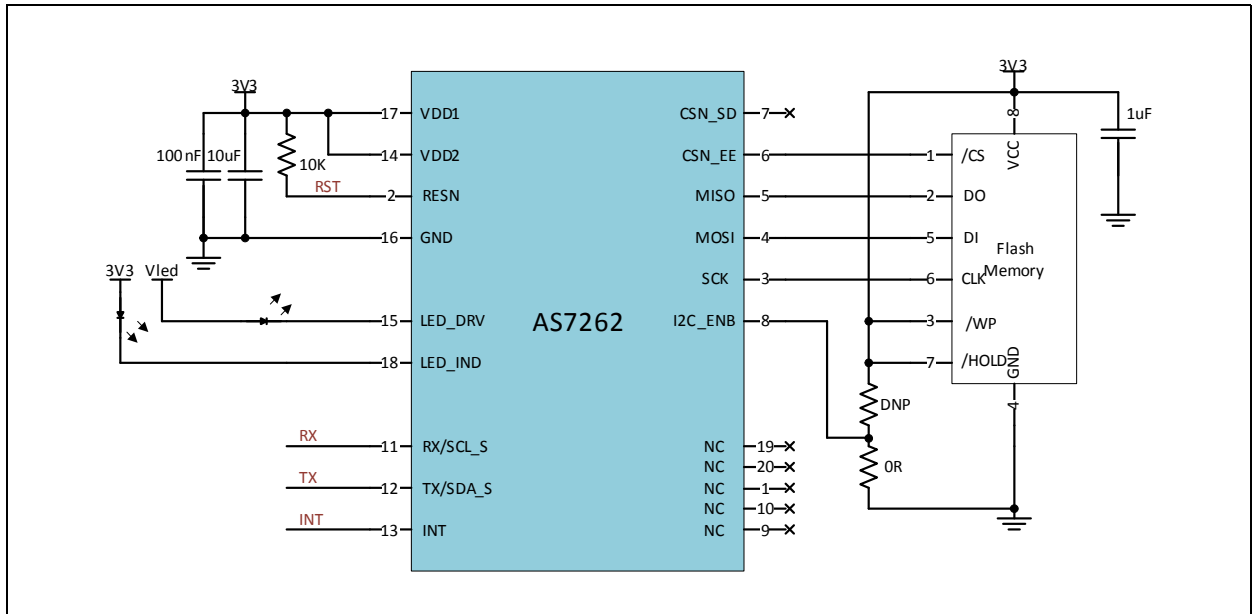 3V3
17 VDD1
100nF 10uF
10K
14 VDD2
RST
2 RESN
16 GND
3V3 Vled
15 LED_DRV
18 LED_IND
RX
11 RX/SCL_S
TX
12 TX/SDA_S
INT
13 INT
AS7262
CSN_SD 7
CSN_EE 6
MISO 5
MOSI 4
SCK 3
I2C_ENB 8
NC 19
NC 20
NC 1
NC 10
NC 9
3V3
1uF
8
VCC
1 /CS
2 DO
5 DI
Flash
Memory
6 CLK
3 /WP
7 /HOLD
GND
4
DNP
0R